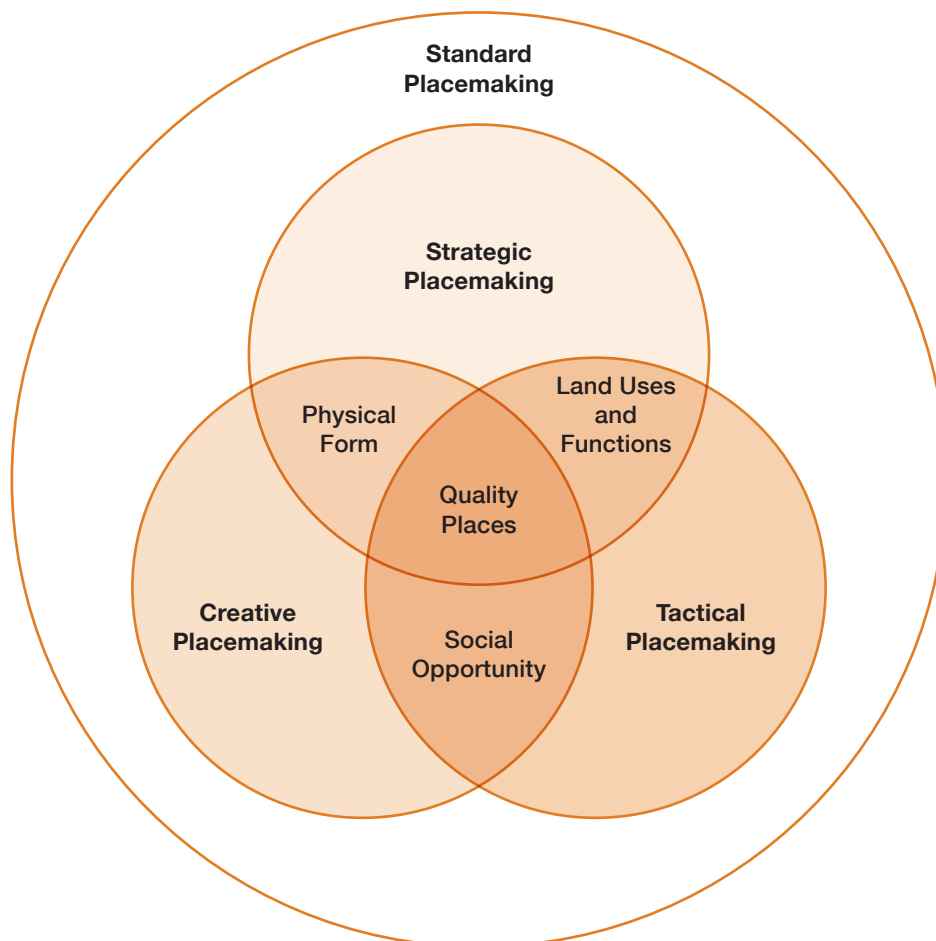 Standard
Placemaking
Strategic
Placemaking
Physical
Form
Land Uses
and
Functions
Quality
Places
Creative
Placemaking
Social
Opportunity
Tactical
Placemaking